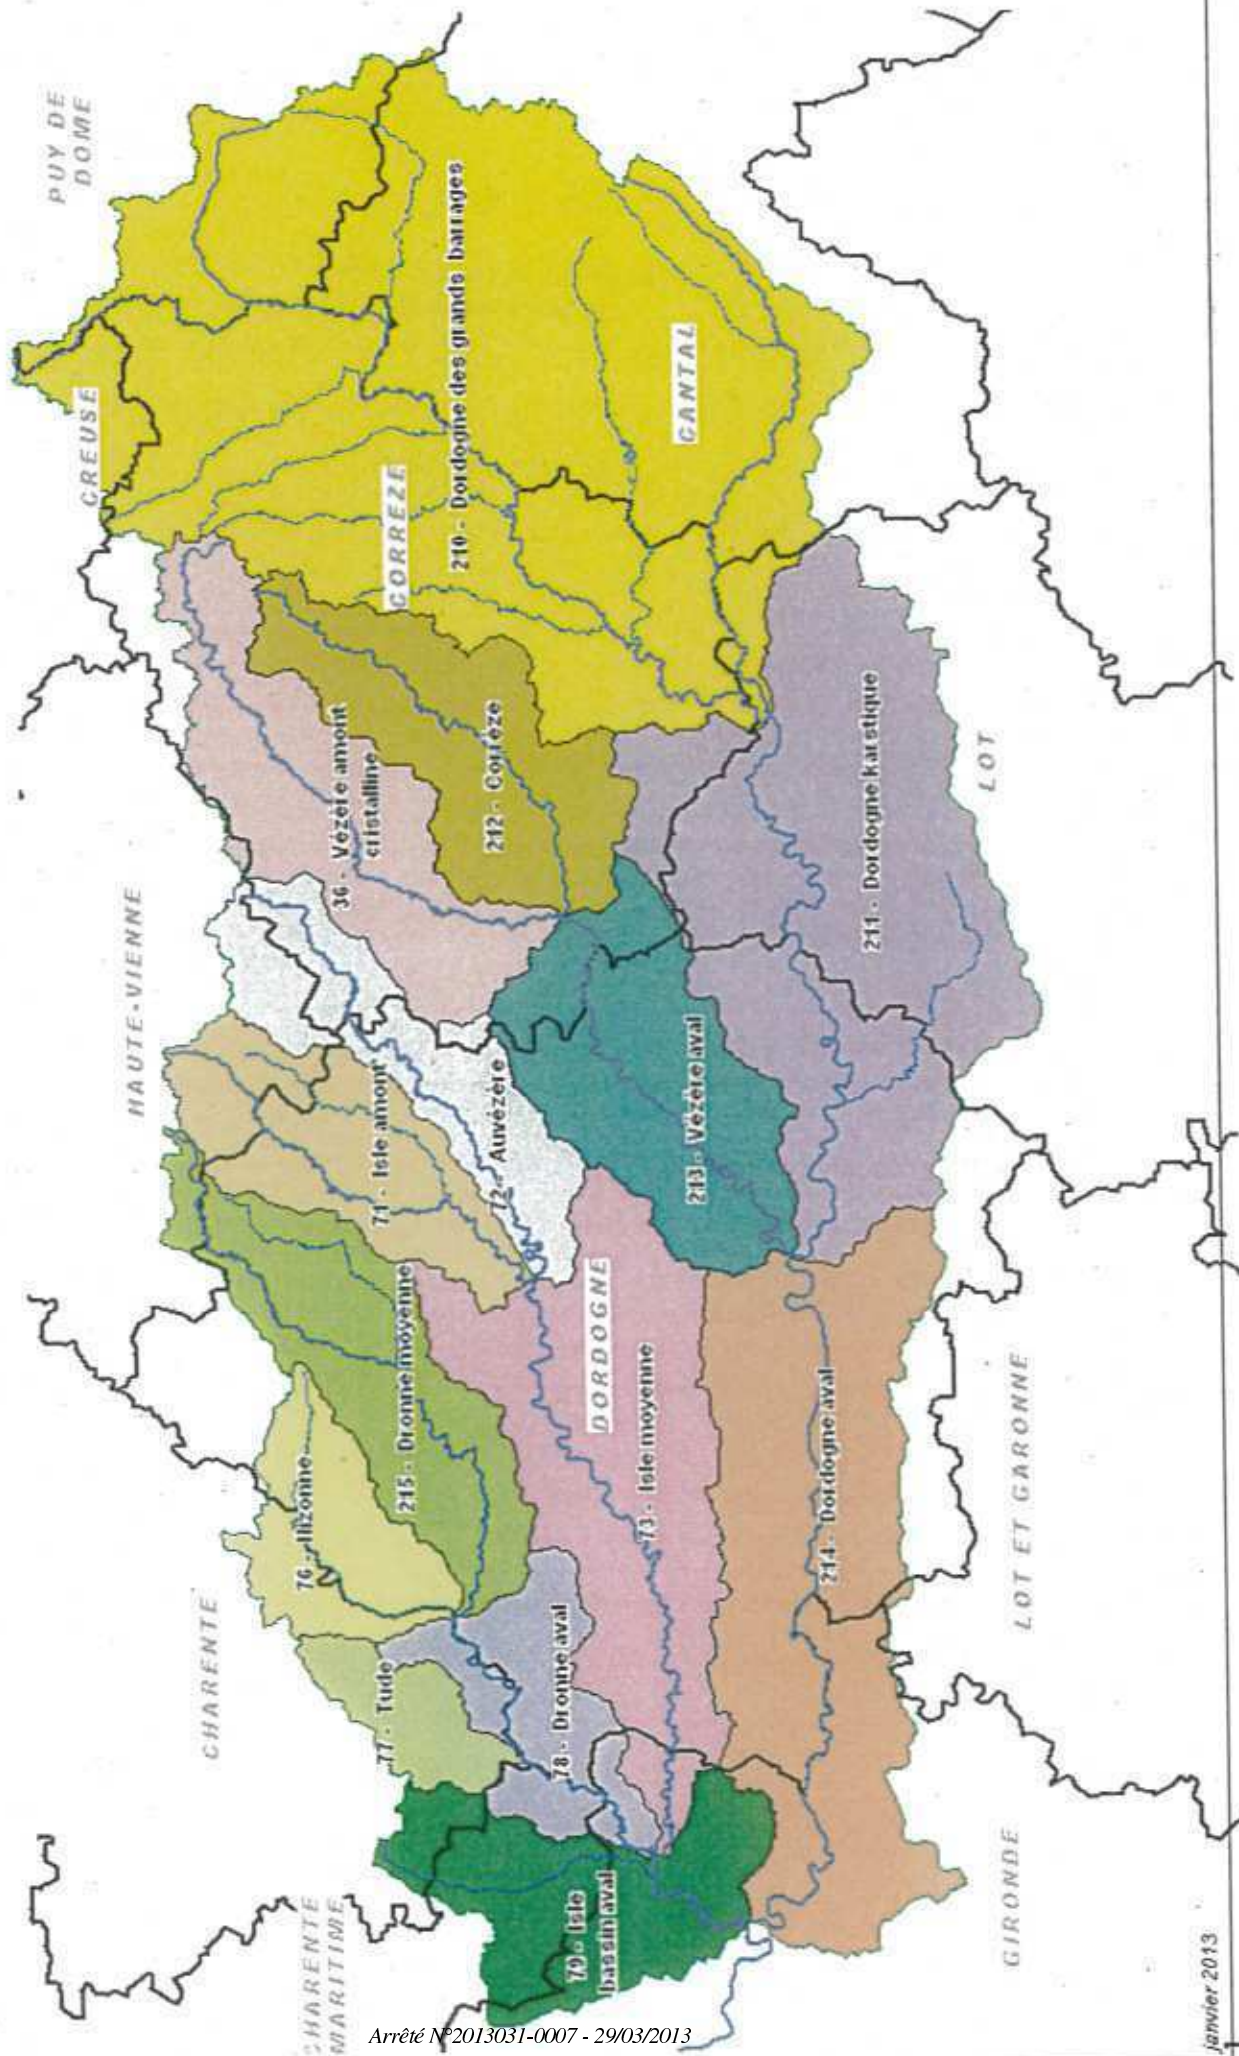 PUY DE
DOME
CREUSE
CORREZE
210 - Dordogne des grands barrages
CANTAL
HAUTE-VIENNE
36 - Vézère amont
cristalline
212 - Corrèze
211 - Dordogne karstique
LOT
71 - Isle amont
72 - Auvézère
213 - Vézère aval
CHARENTE
76 - lizonne
215 - Dronne moyenne
DORDOGNE
73 - Isle moyenne
214 - Dordogne aval
LOT ET GARONNE
77 - Tude
78 - Dronne aval
CHARENTE
MARITIME
79 - Isle
bassin aval
GIRONDE
janvier 2013
Arrêté N°2013031-0007 - 29/03/2013